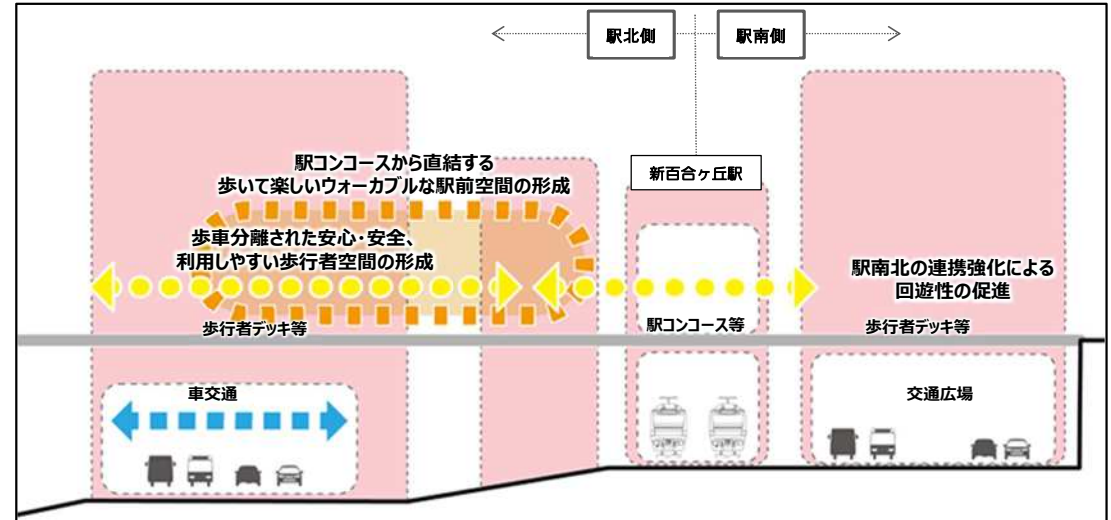 駅北側
駅南側
新百合ヶ丘駅
駅コンコースから直結する
歩いて楽しいウォーカブルな駅前空間の形成
歩車分離された安心・安全、
利用しやすい歩行者空間の形成
駅南北の連携強化による
回遊性の促進
歩行者デッキ等
駅コンコース等
歩行者デッキ等
車交通
交通広場